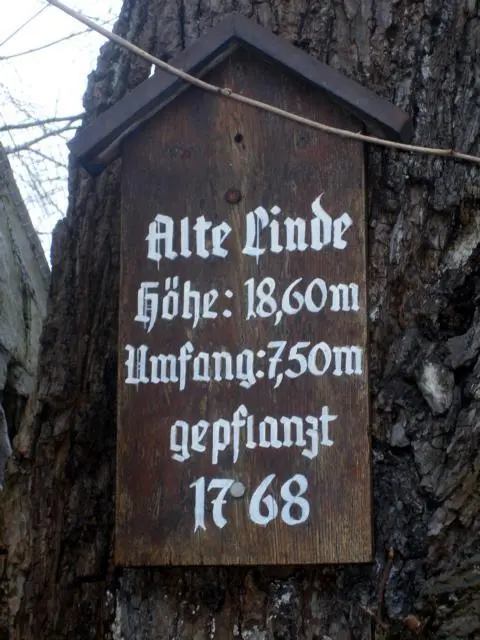 Alte Linde
Höhe: 18,60m
Umfang: 7,50m
gepflanzt
1768